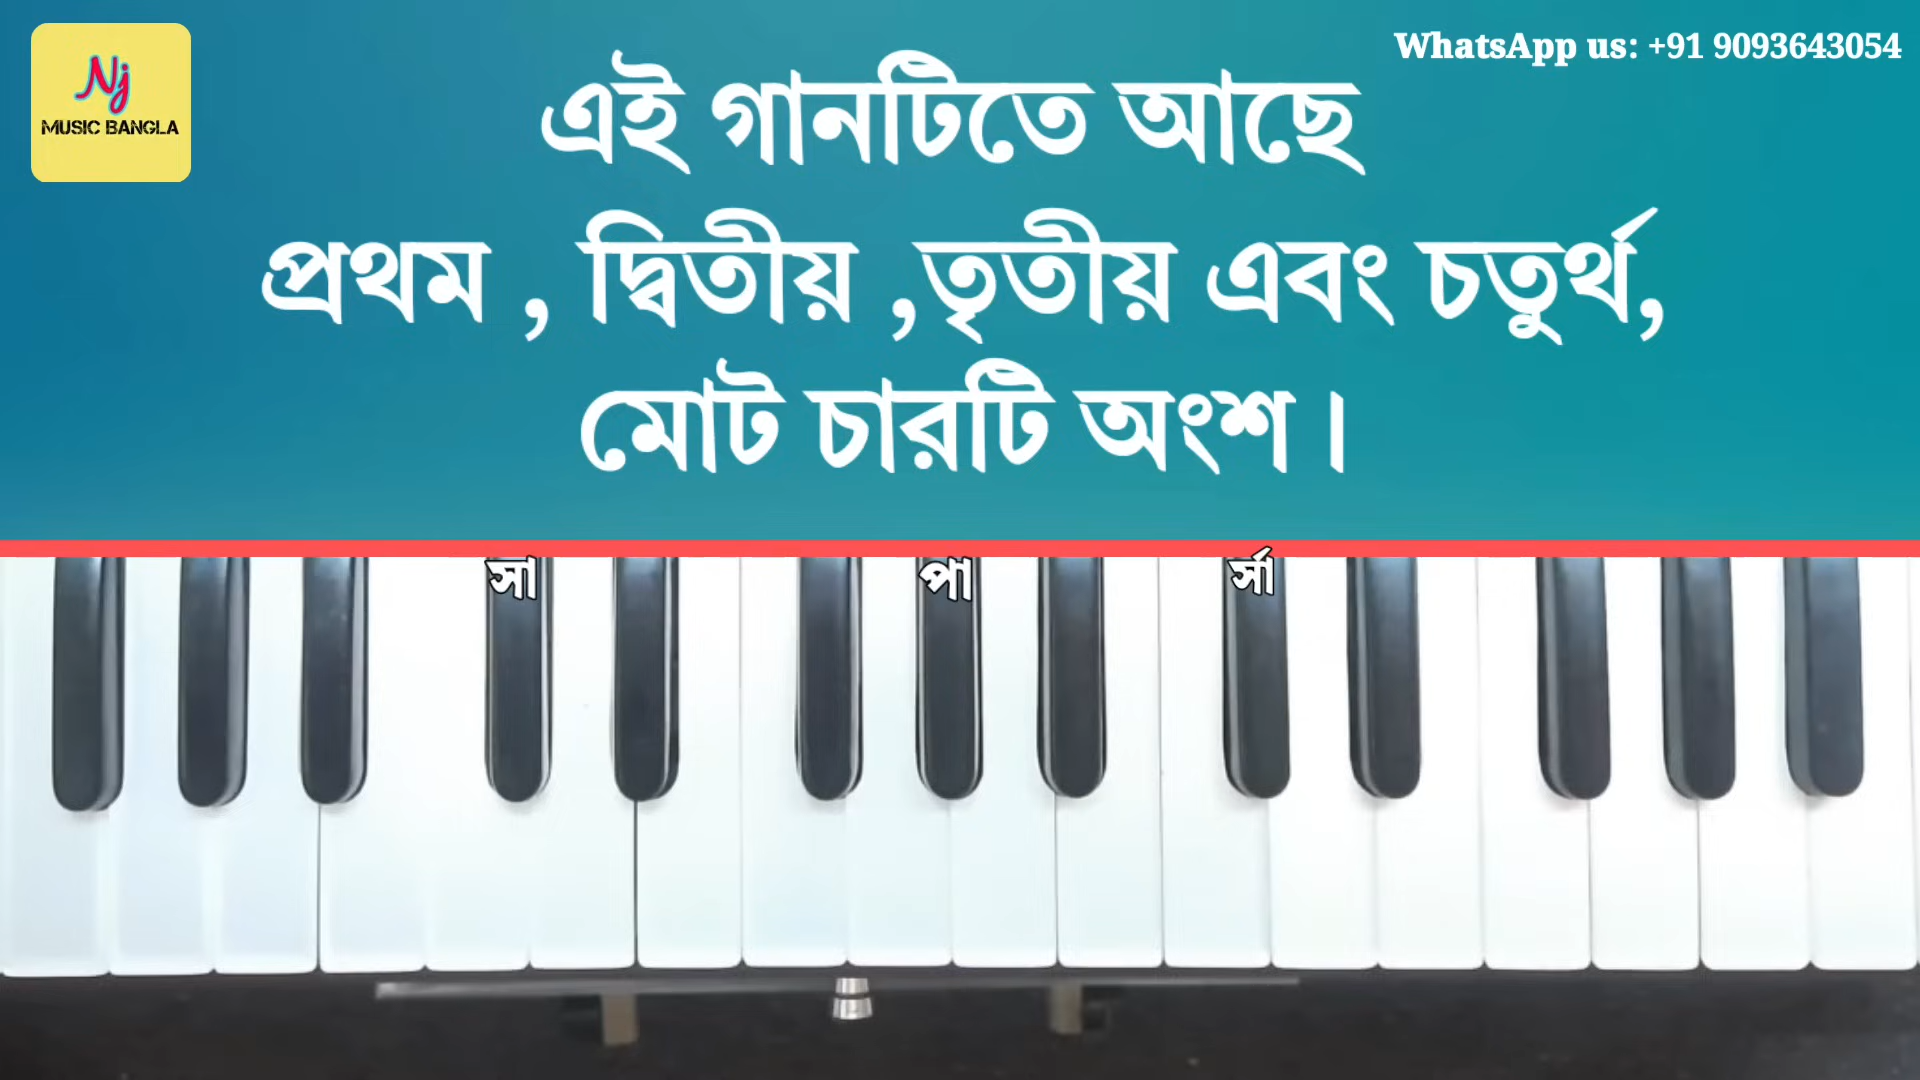 Nj
MUSIC BANGLA
WhatsApp us: +91 9093643054
এই গানটিতে আছে
প্রথম , দ্বিতীয় ,তৃতীয় এবং চতুর্থ,
মোট চারটি অংশ ।
সা পা র্সা